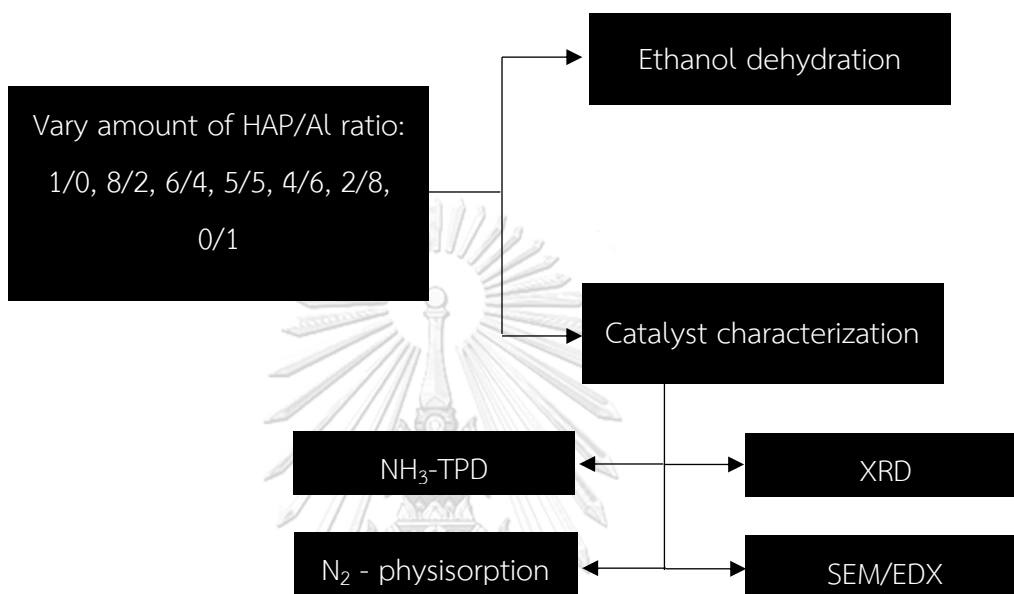 Ethanol dehydration
Vary amount of HAP/Al ratio:
1/0, 8/2, 6/4, 5/5, 4/6, 2/8,
0/1
Catalyst characterization
NH₃-TPD
XRD
N₂ - physisorption
SEM/EDX